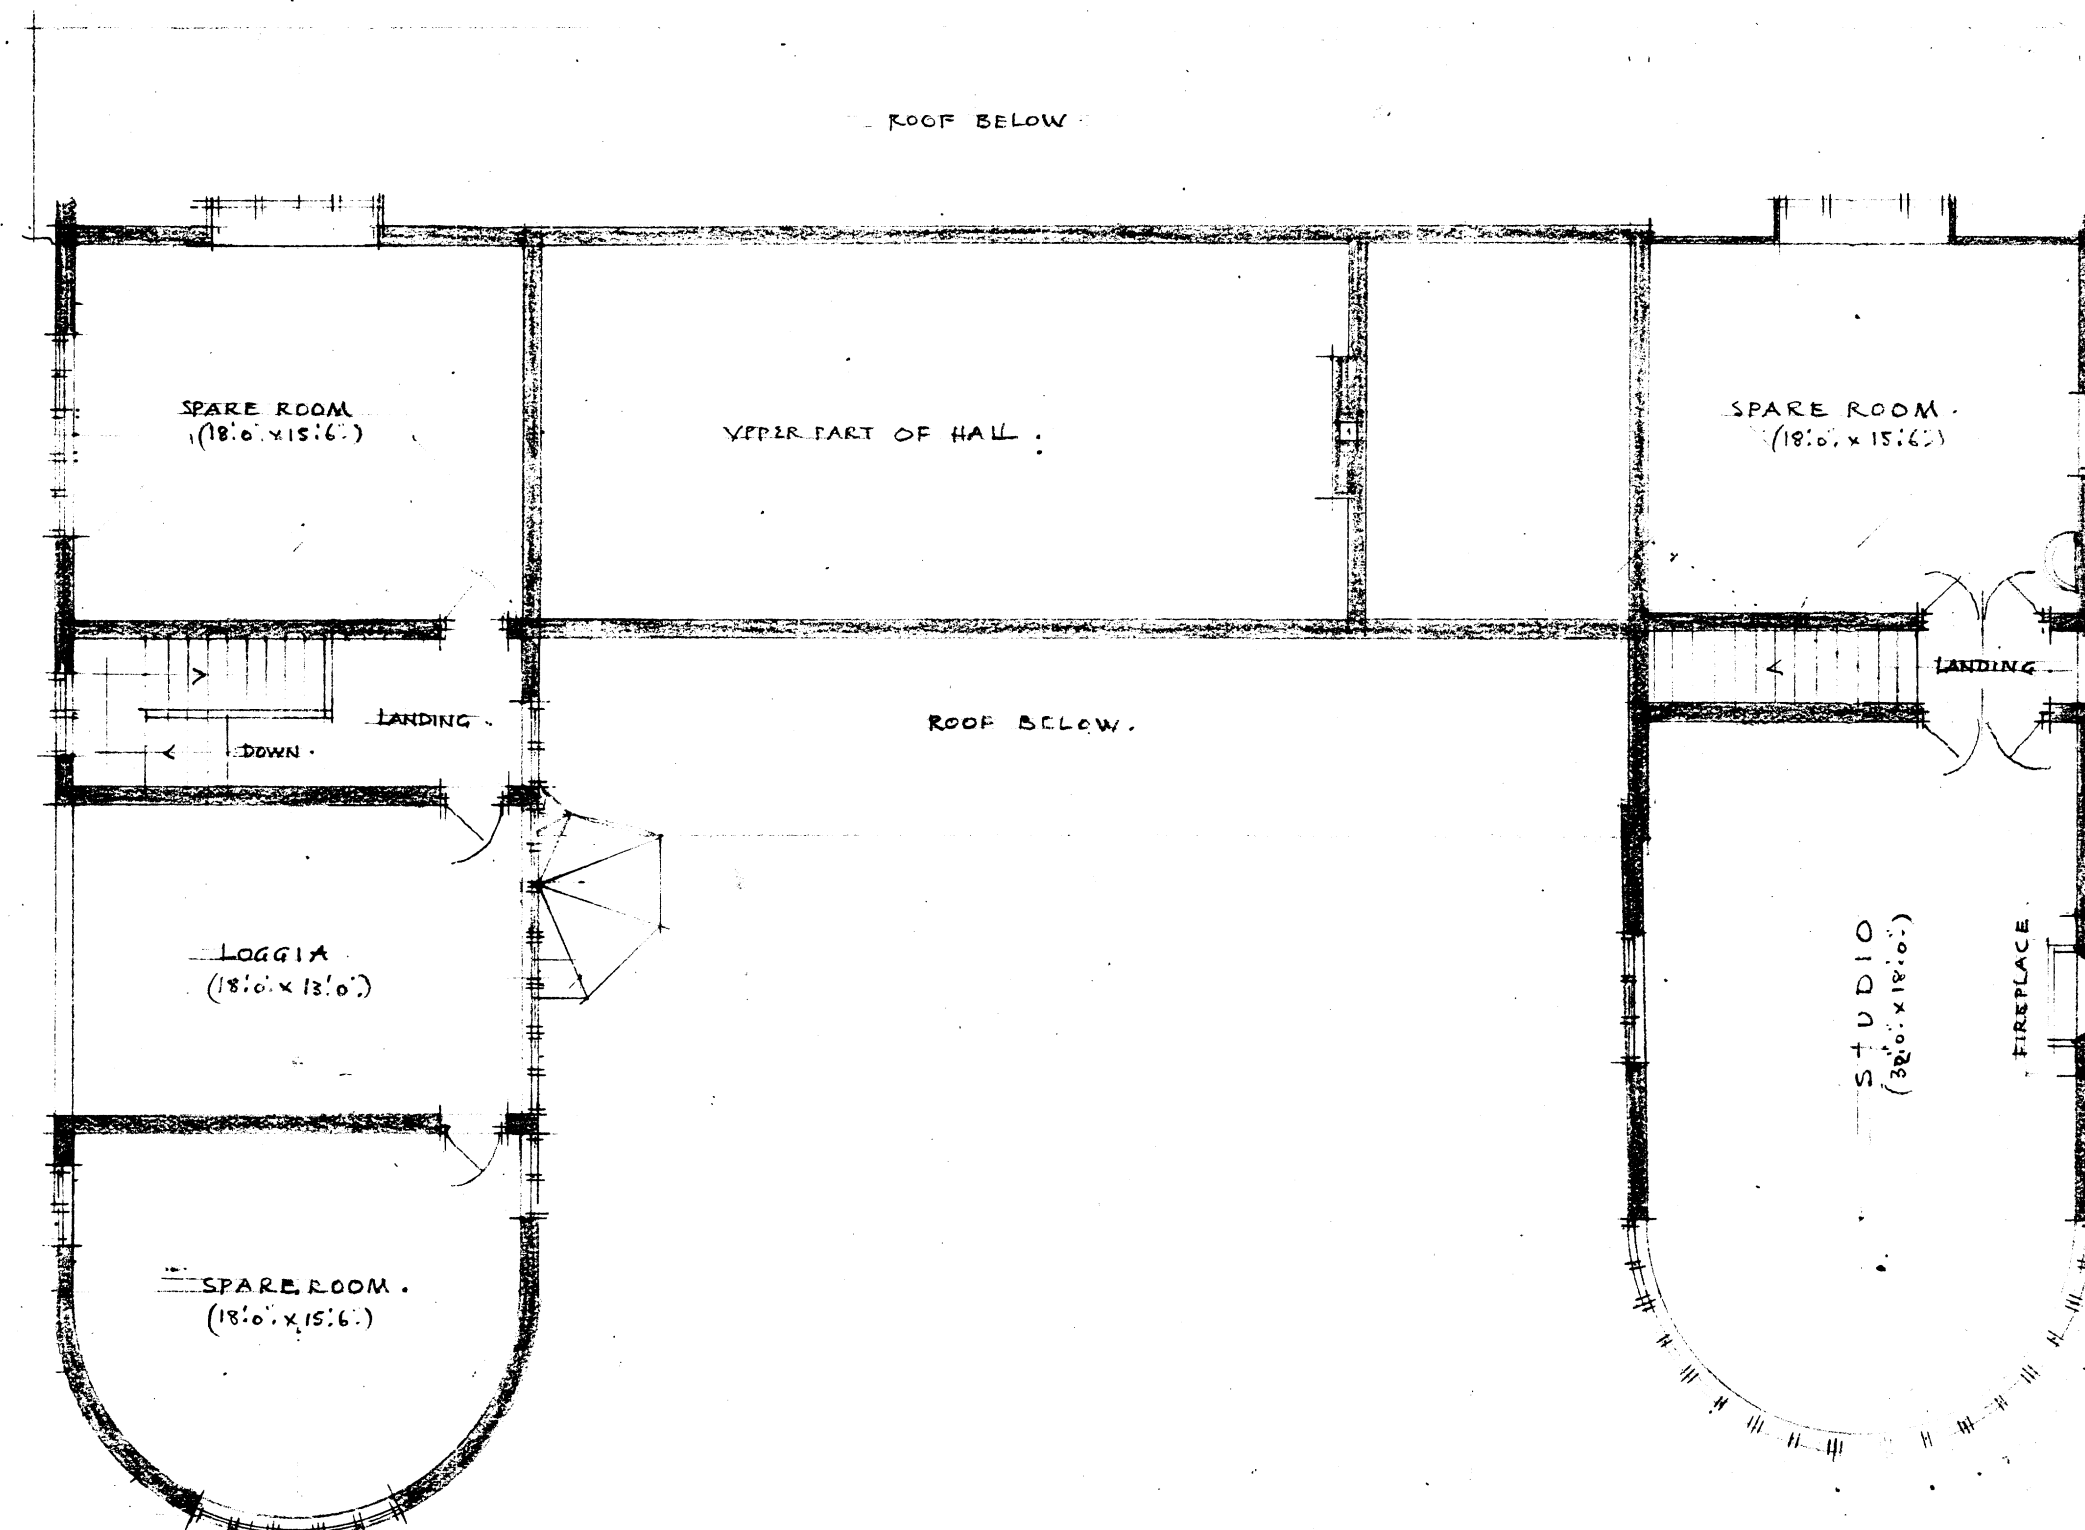 ROOF BELOW
SPARE ROOM
(18'.0" x 15'.6")
UPPER PART OF HALL.
SPARE ROOM.
(18'.0" x 15'.6")
LANDING.
DOWN.
ROOF BELOW.
LANDING
LOGGIA
(18'.0" x 13'.0")
STUDIO
(32'.0" x 18'.0")
FIREPLACE.
SPARE ROOM.
(18'.0" x 15'.6")